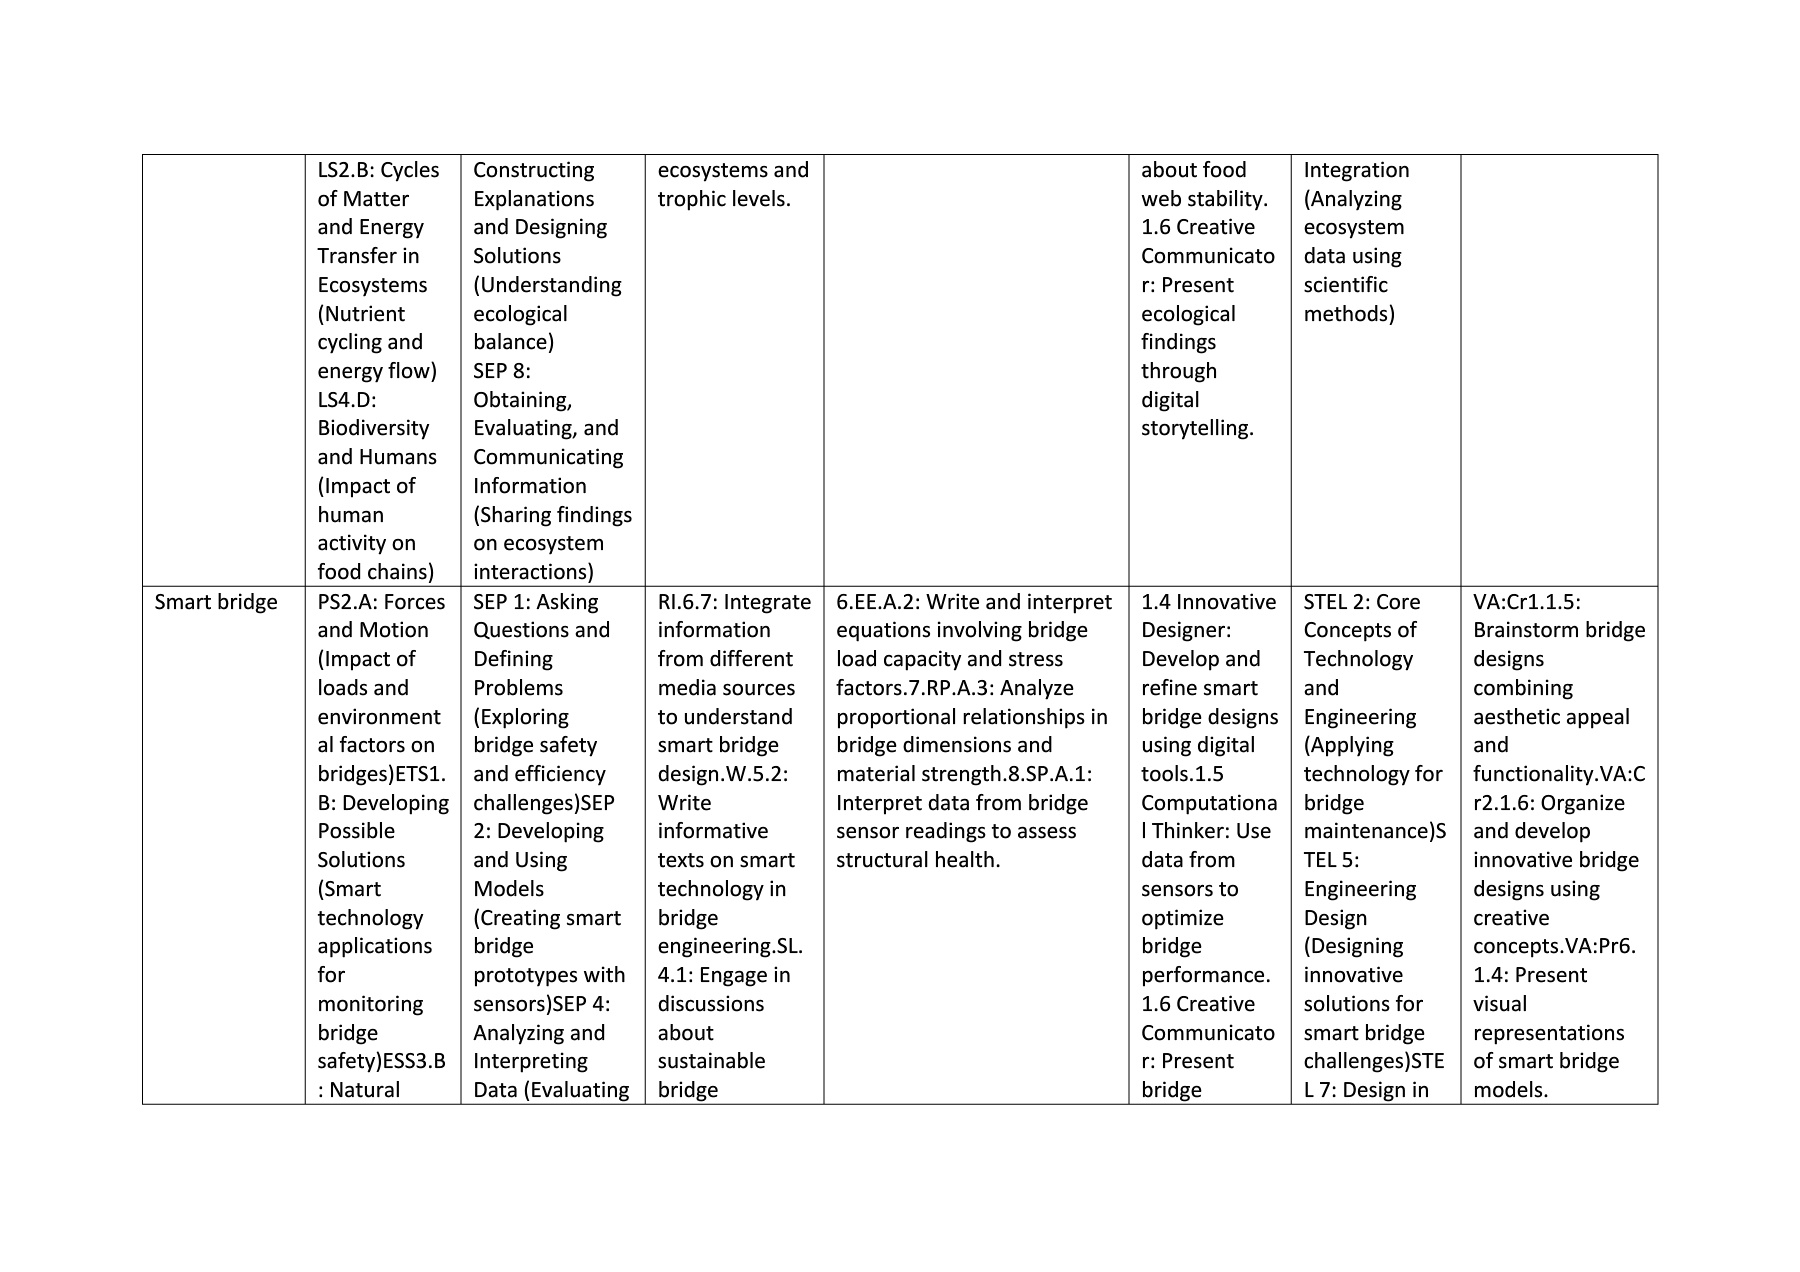 LS2.B: Cycles
of Matter
and Energy
Transfer in
Ecosystems
(Nutrient
cycling and
energy flow)
LS4.D:
Biodiversity
and Humans
(Impact of
human
activity on
food chains)
Constructing
Explanations
and Designing
Solutions
(Understanding
ecological
balance)
SEP 8:
Obtaining,
Evaluating, and
Communicating
Information
(Sharing findings
on ecosystem
interactions)
ecosystems and
trophic levels.
about food
web stability.
1.6 Creative
Communicato
r: Present
ecological
findings
through
digital
storytelling.
Integration
(Analyzing
ecosystem
data using
scientific
methods)
Smart bridge
PS2.A: Forces
and Motion
(Impact of
loads and
environment
al factors on
bridges)ETS1.
B: Developing
Possible
Solutions
(Smart
technology
applications
for
monitoring
bridge
safety)ESS3.B
: Natural
SEP 1: Asking
Questions and
Defining
Problems
(Exploring
bridge safety
and efficiency
challenges)SEP
2: Developing
and Using
Models
(Creating smart
bridge
prototypes with
sensors)SEP 4:
Analyzing and
Interpreting
Data (Evaluating
RI.6.7: Integrate
information
from different
media sources
to understand
smart bridge
design.W.5.2:
Write
informative
texts on smart
technology in
bridge
engineering.SL.
4.1: Engage in
discussions
about
sustainable
bridge
6.EE.A.2: Write and interpret
equations involving bridge
load capacity and stress
factors.7.RP.A.3: Analyze
proportional relationships in
bridge dimensions and
material strength.8.SP.A.1:
Interpret data from bridge
sensor readings to assess
structural health.
1.4 Innovative
Designer:
Develop and
refine smart
bridge designs
using digital
tools.1.5
Computationa
l Thinker: Use
data from
sensors to
optimize
bridge
performance.
1.6 Creative
Communicato
r: Present
bridge
STEL 2: Core
Concepts of
Technology
and
Engineering
(Applying
technology for
bridge
maintenance)S
TEL 5:
Engineering
Design
(Designing
innovative
solutions for
smart bridge
challenges)STE
L 7: Design in
VA:Cr1.1.5:
Brainstorm bridge
designs
combining
aesthetic appeal
and
functionality.VA:C
r2.1.6: Organize
and develop
innovative bridge
designs using
creative
concepts.VA:Pr6.
1.4: Present
visual
representations
of smart bridge
models.